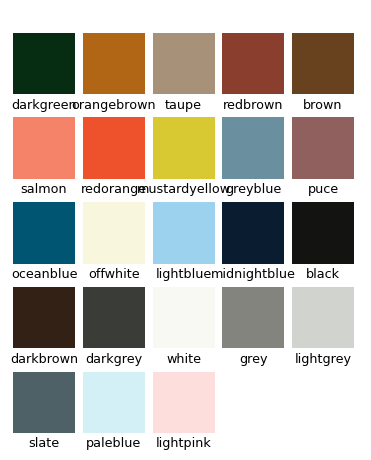 darkgreen orangebrown taupe redbrown brown
salmon redorange mustardyellow greyblue puce
oceanblue offwhite lightblue midnightblue black
darkbrown darkgrey white grey lightgrey
slate paleblue lightpink